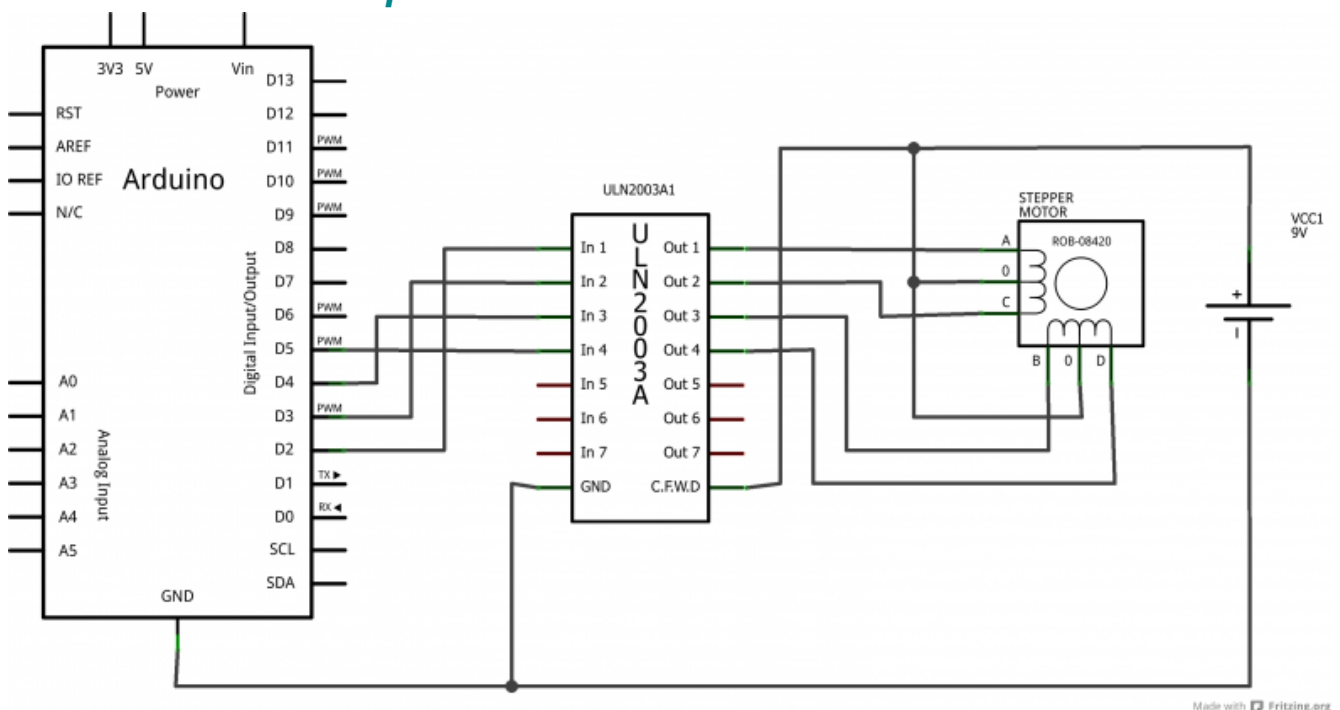 3V3 5V Vin
Power
D13
RST
D12
AREF
D11 PWM
IO REF
Arduino
D10 PWM
N/C
D9 PWM
D8
D7
D6 PWM
D5 PWM
Digital Input/Output
A0
D4
A1
D3 PWM
A2
D2
A3
D1 TX ▶
A4
D0 RX ◀
A5
SCL
SDA
Analog Input
GND
ULN2003A1
ULN2003A
In 1 Out 1
In 2 Out 2
In 3 Out 3
In 4 Out 4
In 5 Out 5
In 6 Out 6
In 7 Out 7
GND C.F.W.D
STEPPER
MOTOR
ROB-08420
A
0
C
B 0 D
VCC1
9V
+
−
Made with Fritzing.org